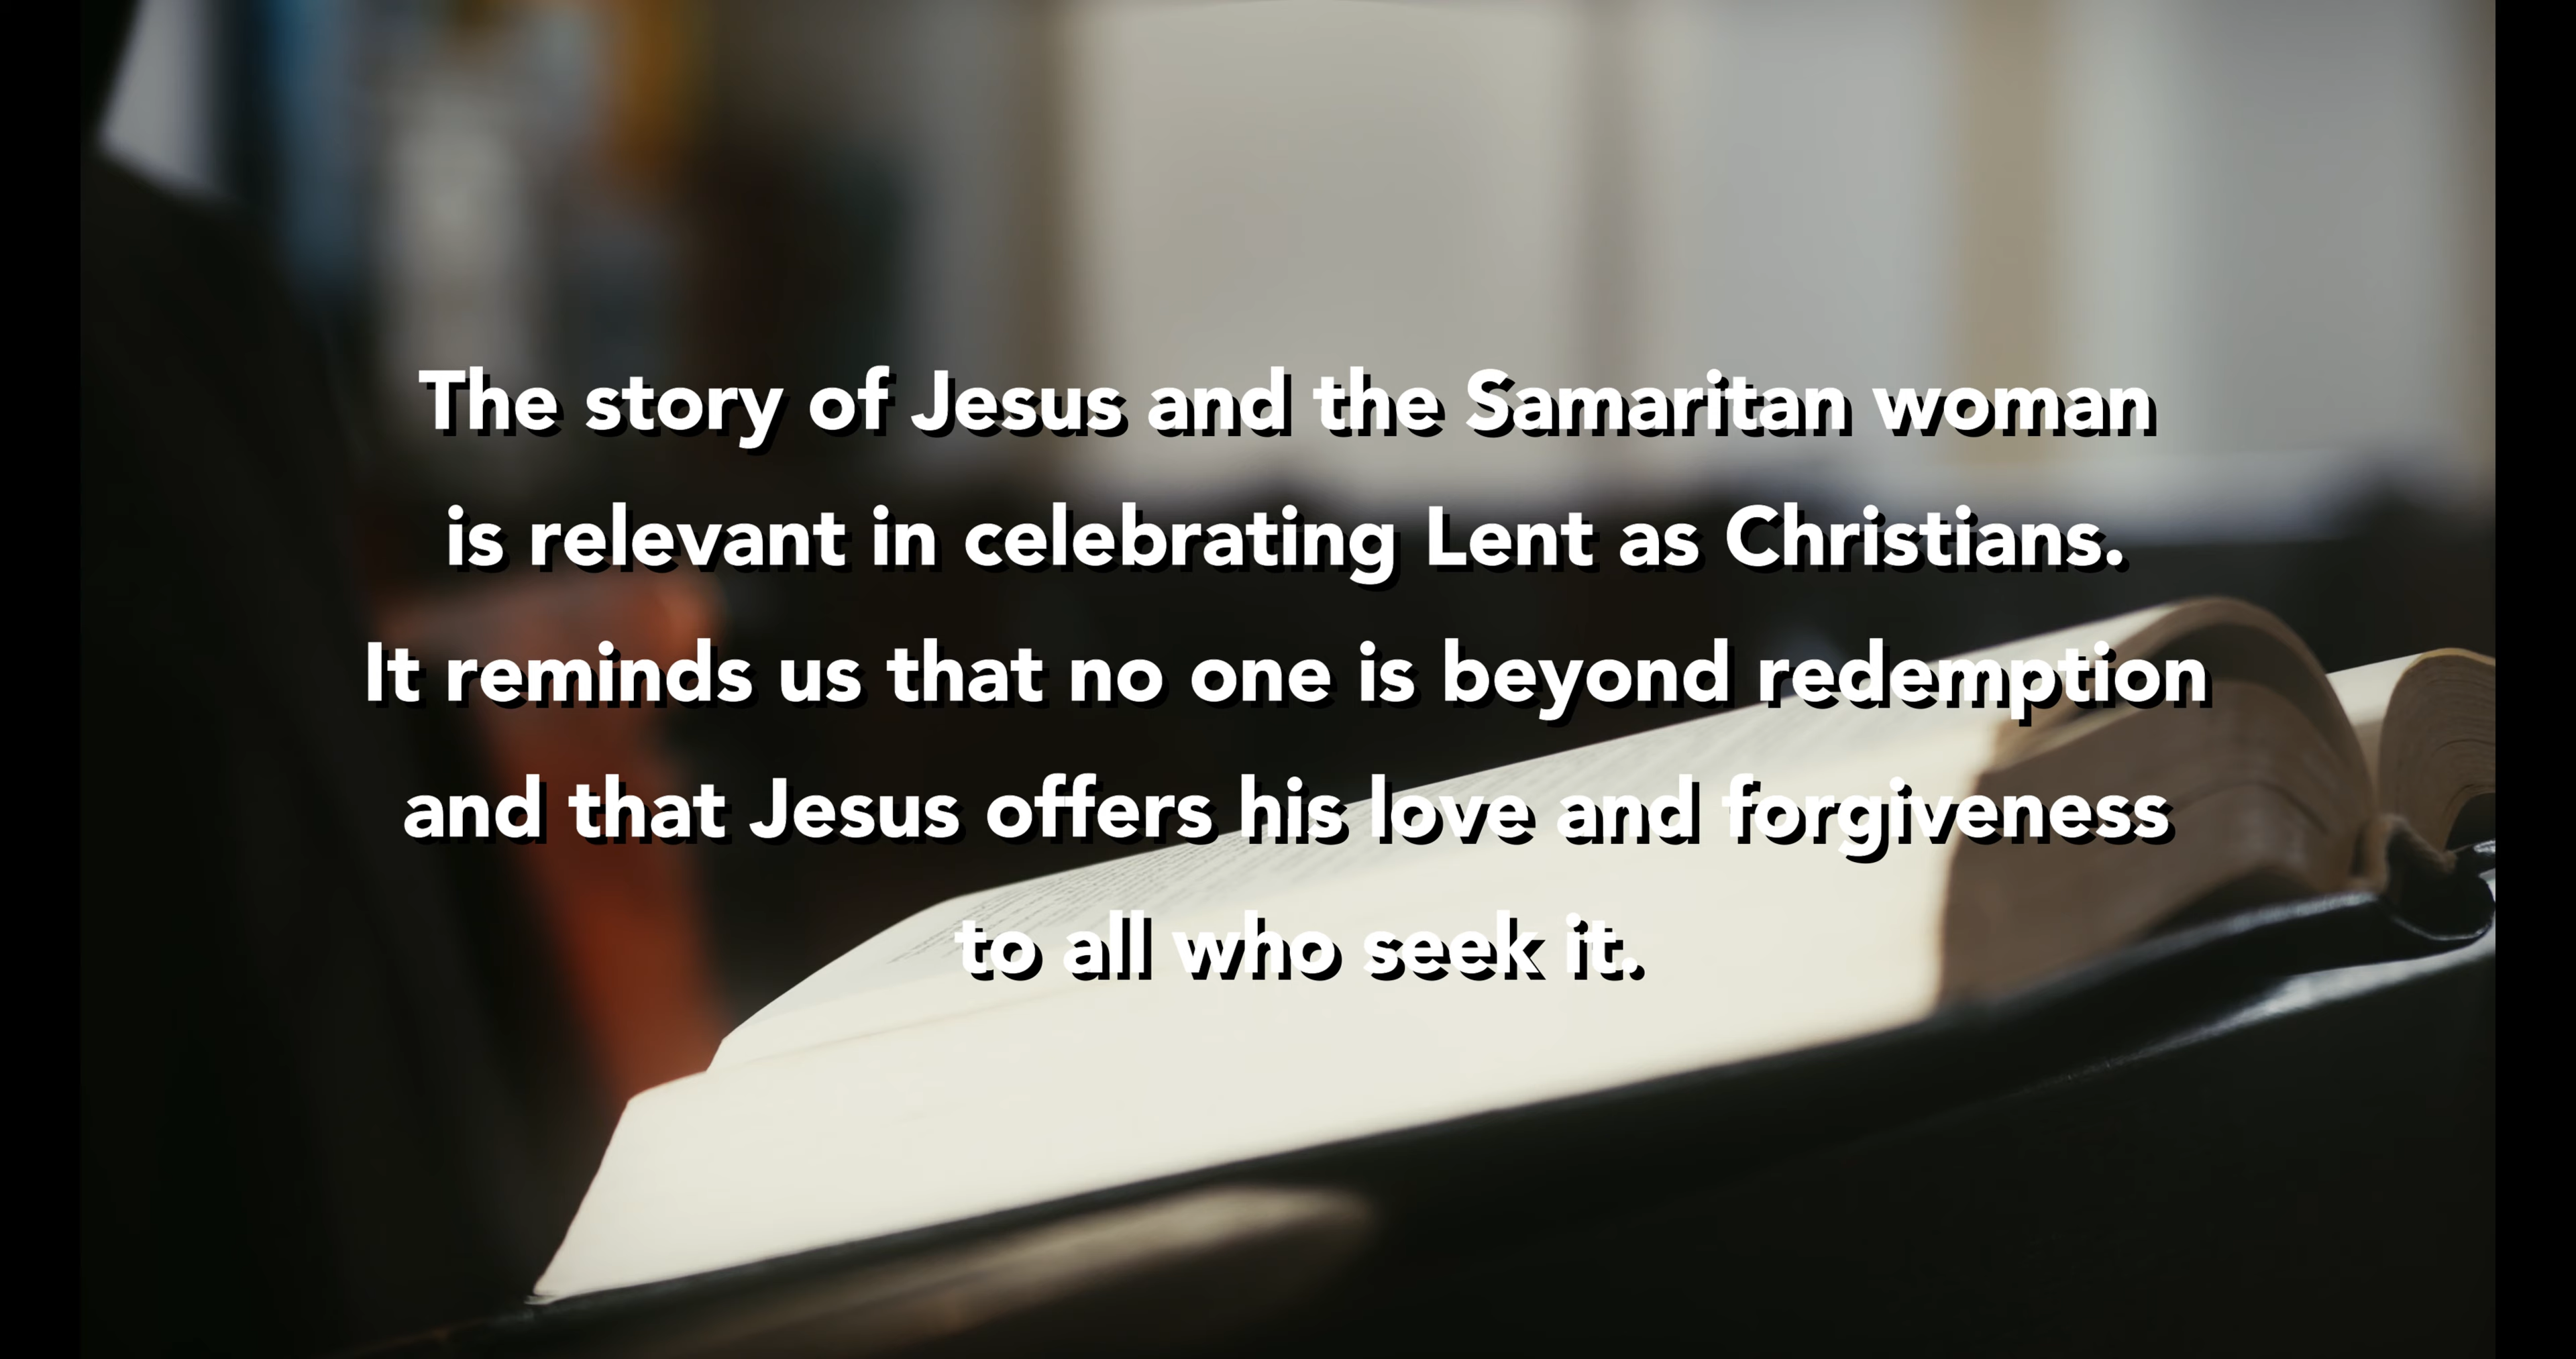 The story of Jesus and the Samaritan woman
is relevant in celebrating Lent as Christians.
It reminds us that no one is beyond redemption
and that Jesus offers his love and forgiveness
to all who seek it.